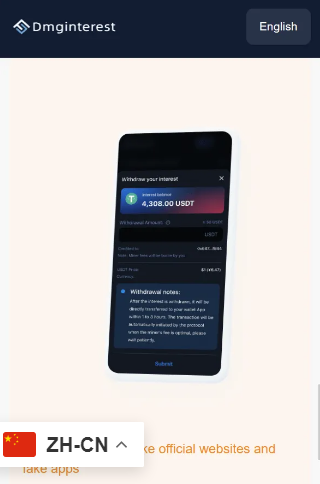 Dmginterest
English
Withdraw your interest
Interest balance
4,308.00 USDT
Withdrawal Amount
USDT
Withdrawal notes:
After the interest is withdrawn, it will be
directly transferred to your wallet App
within 1 to 3 hours. The transaction will be
automatically initiated by the protocol
when the miner's fee is optimal, please
wait patiently.
Submit
ZH-CN
ke official websites and
fake apps